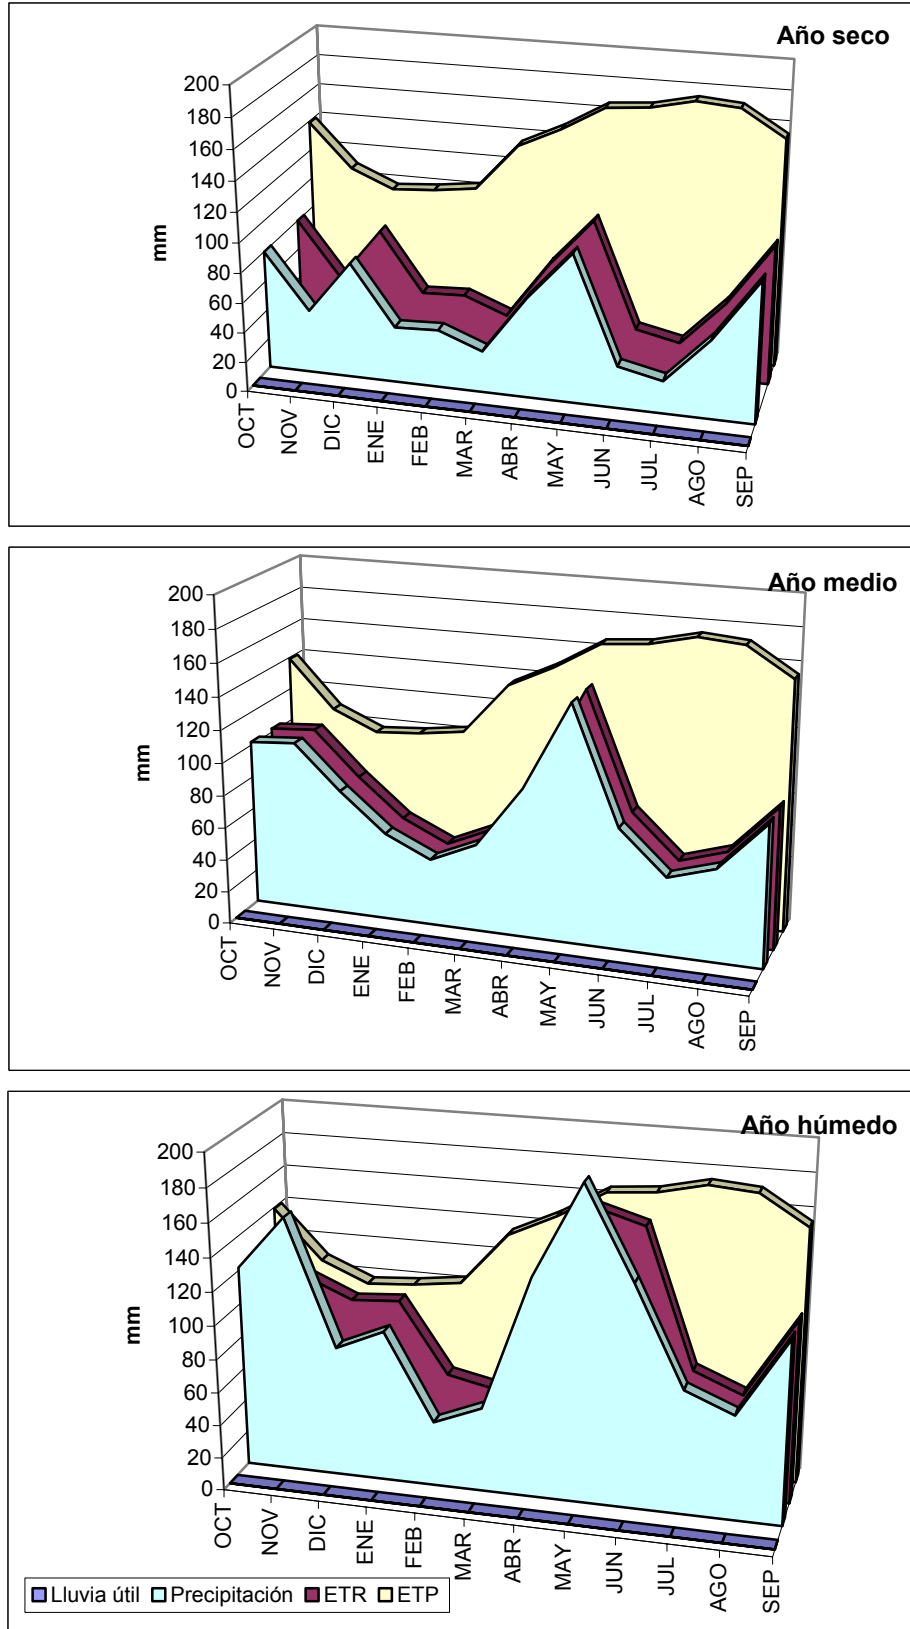 Año seco
200
180
160
140
120
100
80
60
40
20
0
mm
OCT
NOV
DIC
ENE
FEB
MAR
ABR
MAY
JUN
JUL
AGO
SEP
Año medio
200
180
160
140
120
100
80
60
40
20
0
mm
OCT
NOV
DIC
ENE
FEB
MAR
ABR
MAY
JUN
JUL
AGO
SEP
Año húmedo
200
180
160
140
120
100
80
60
40
20
0
mm
OCT
NOV
DIC
ENE
FEB
MAR
ABR
MAY
JUN
JUL
AGO
SEP
Lluvia útil Precipitación ETR ETP